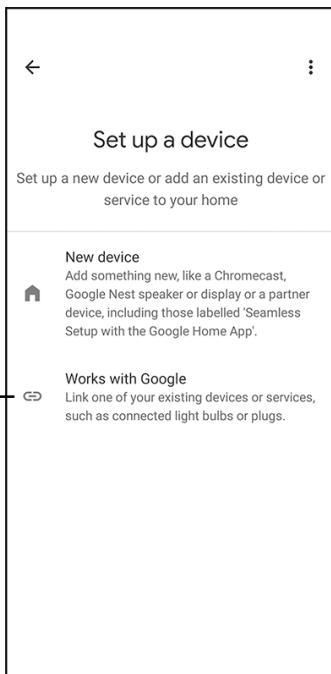 Set up a device
Set up a new device or add an existing device or
service to your home
New device
Add something new, like a Chromecast,
Google Nest speaker or display or a partner
device, including those labelled 'Seamless
Setup with the Google Home App'.
Works with Google
Link one of your existing devices or services,
such as connected light bulbs or plugs.